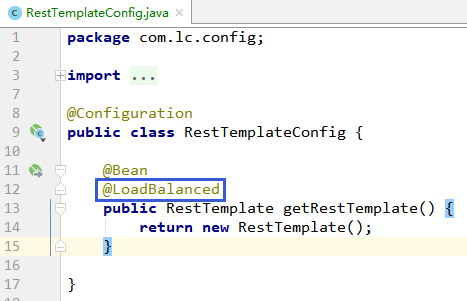 RestTemplateConfig.java
1 package com.lc.config;
2
3 import ...
7
8 @Configuration
9 public class RestTemplateConfig {
10
11 @Bean
12 @LoadBalanced
13 public RestTemplate getRestTemplate() {
14 return new RestTemplate();
15 }
16
17 }